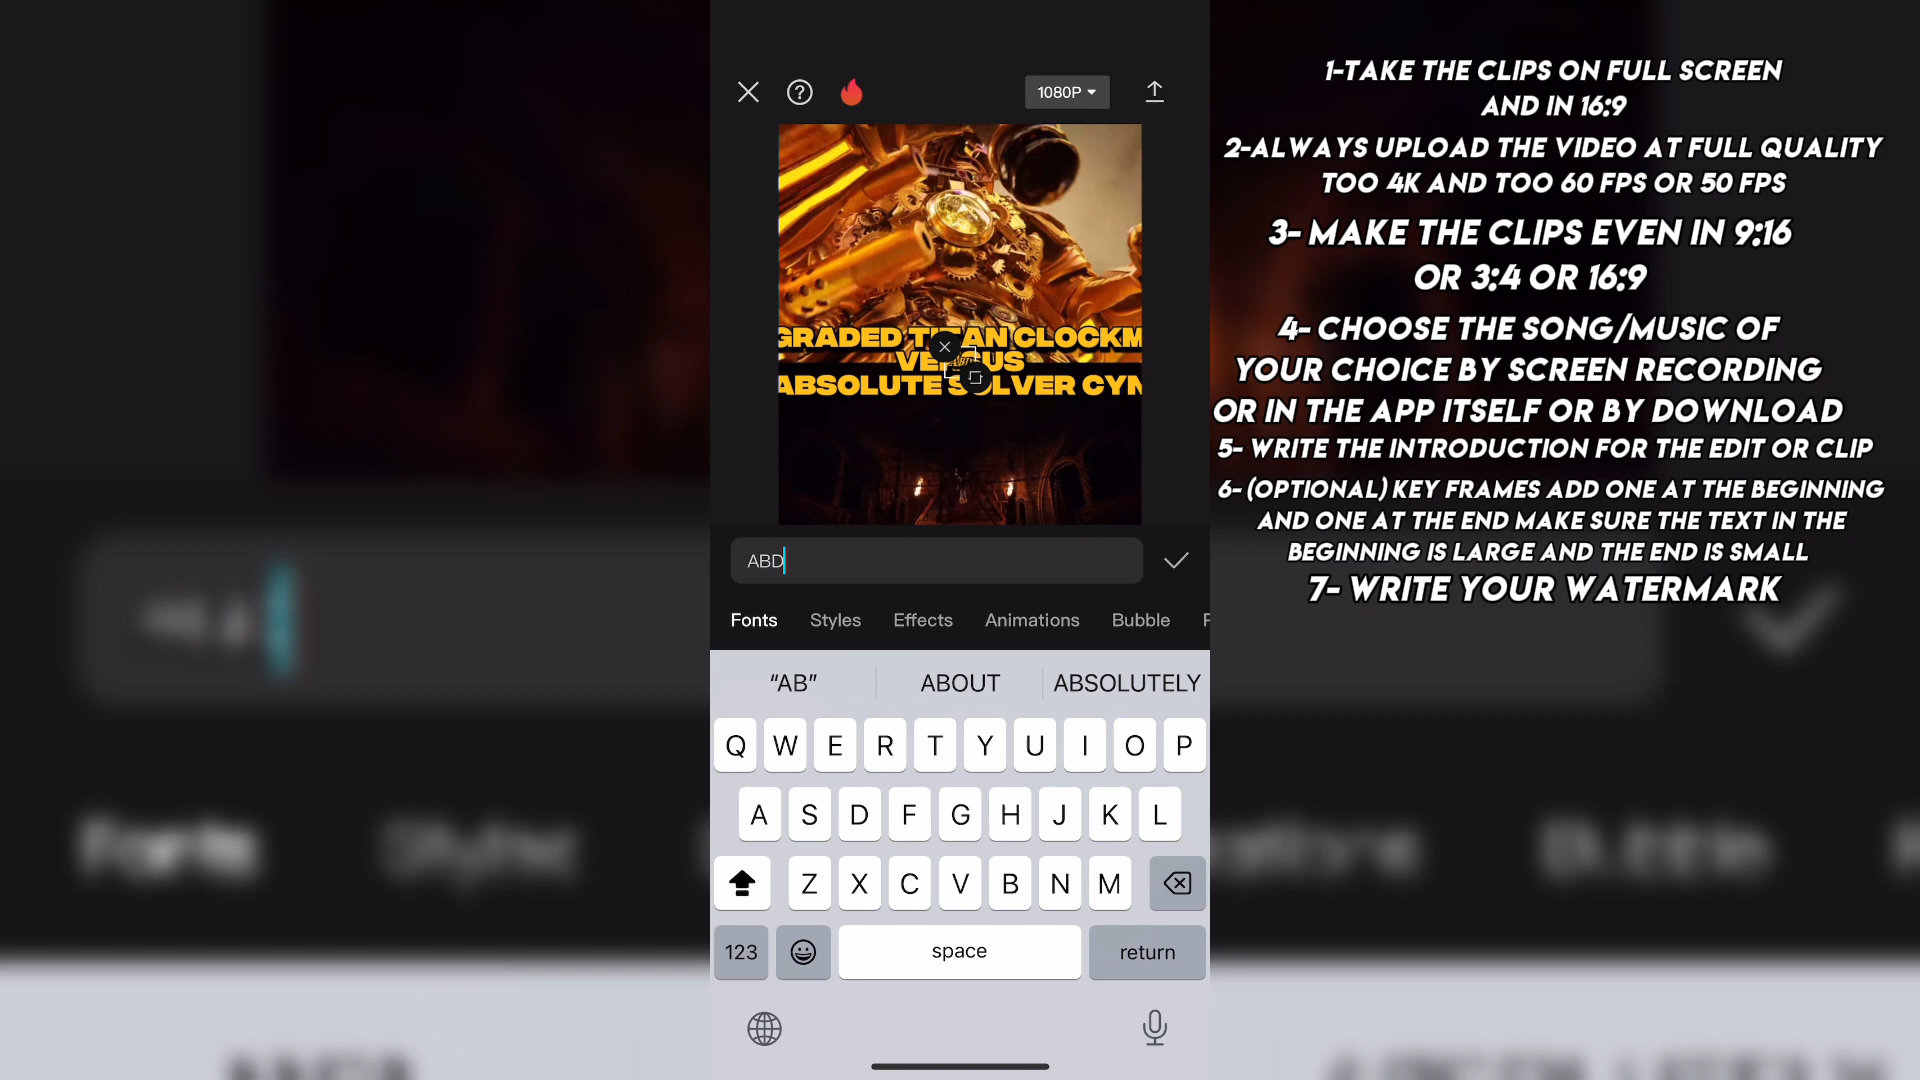 1080P
GRADED TITAN CLOCKM
VERSUS
ABSOLUTE SOLVER CYN
ABD
Fonts Styles Effects Animations Bubble
“AB” ABOUT ABSOLUTELY
Q W E R T Y U I O P
A S D F G H J K L
Z X C V B N M
123 space return
1-TAKE THE CLIPS ON FULL SCREEN
AND IN 16:9
2-ALWAYS UPLOAD THE VIDEO AT FULL QUALITY
TOO 4K AND TOO 60 FPS OR 50 FPS
3- MAKE THE CLIPS EVEN IN 9:16
OR 3:4 OR 16:9
4- CHOOSE THE SONG/MUSIC OF
YOUR CHOICE BY SCREEN RECORDING
OR IN THE APP ITSELF OR BY DOWNLOAD
5- WRITE THE INTRODUCTION FOR THE EDIT OR CLIP
6- (OPTIONAL) KEY FRAMES ADD ONE AT THE BEGINNING
AND ONE AT THE END MAKE SURE THE TEXT IN THE
BEGINNING IS LARGE AND THE END IS SMALL
7- WRITE YOUR WATERMARK